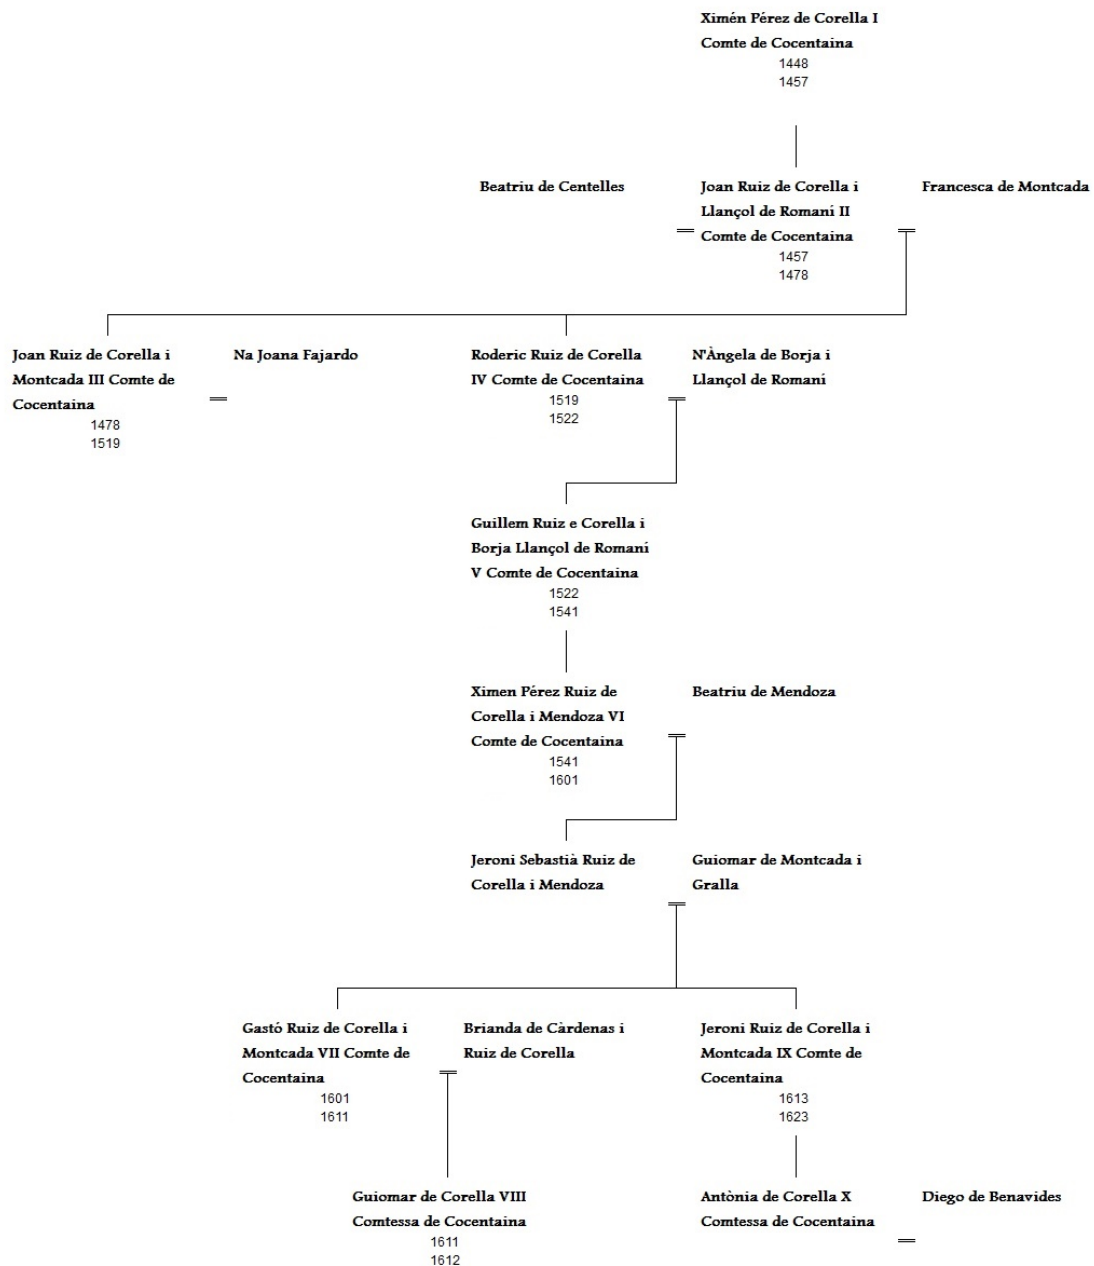 Ximén Pérez de Corella I
Comte de Cocentaina
1448
1457
Beatriu de Centelles
Joan Ruiz de Corella i
Llançol de Romaní II
Comte de Cocentaina
1457
1478
Francesca de Montcada
Joan Ruiz de Corella i
Montcada III Comte de
Cocentaina
1478
1519
Na Joana Fajardo
Roderic Ruiz de Corella
IV Comte de Cocentaina
1519
1522
N'Àngela de Borja i
Llançol de Romaní
Guillem Ruiz e Corella i
Borja Llançol de Romaní
V Comte de Cocentaina
1522
1541
Ximen Pérez Ruiz de
Corella i Mendoza VI
Comte de Cocentaina
1541
1601
Beatriu de Mendoza
Jeroni Sebastià Ruiz de
Corella i Mendoza
Guiomar de Montcada i
Gralla
Gastó Ruiz de Corella i
Montcada VII Comte de
Cocentaina
1601
1611
Brianda de Càrdenas i
Ruiz de Corella
Jeroni Ruiz de Corella i
Montcada IX Comte de
Cocentaina
1613
1623
Guiomar de Corella VIII
Comtessa de Cocentaina
1611
1612
Antònia de Corella X
Comtessa de Cocentaina
Diego de Benavides